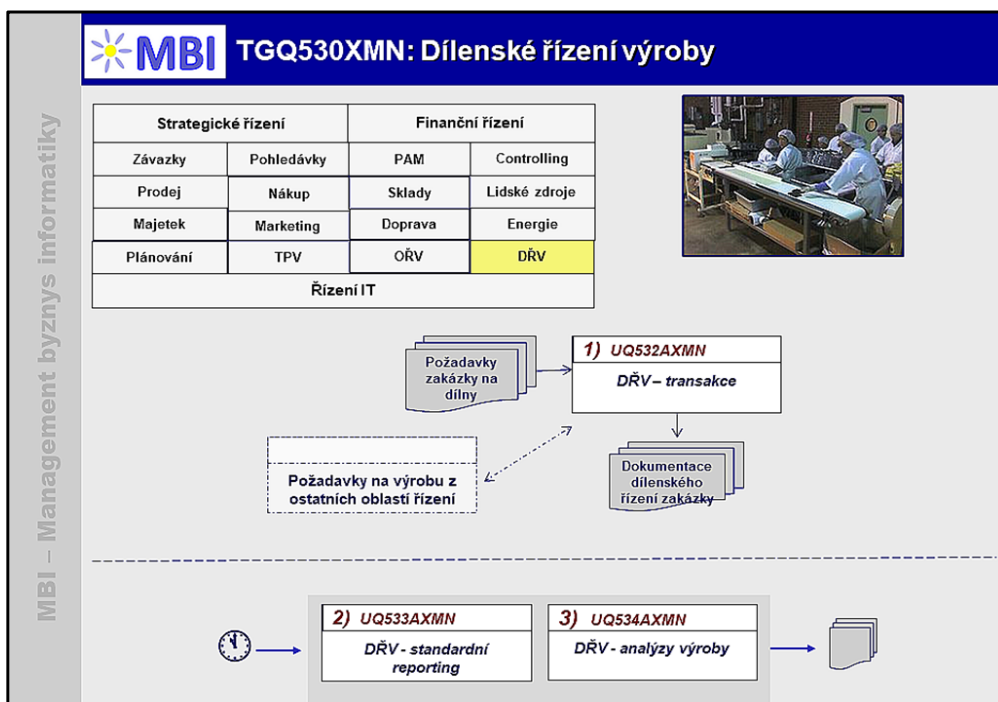 MBI
TGQ530XMN: Dílenské řízení výroby
MBI – Management byznys informatiky
Strategické řízení
Finanční řízení
Závazky
Pohledávky
PAM
Controlling
Prodej
Nákup
Sklady
Lidské zdroje
Majetek
Marketing
Doprava
Energie
Plánování
TPV
OŘV
DŘV
Řízení IT
Požadavky
zakázky na
dílny
1) UQ532AXMN
DŘV – transakce
Požadavky na výrobu z
ostatních oblastí řízení
Dokumentace
dílenského
řízení zakázky
2) UQ533AXMN
DŘV - standardní
reporting
3) UQ534AXMN
DŘV - analýzy výroby